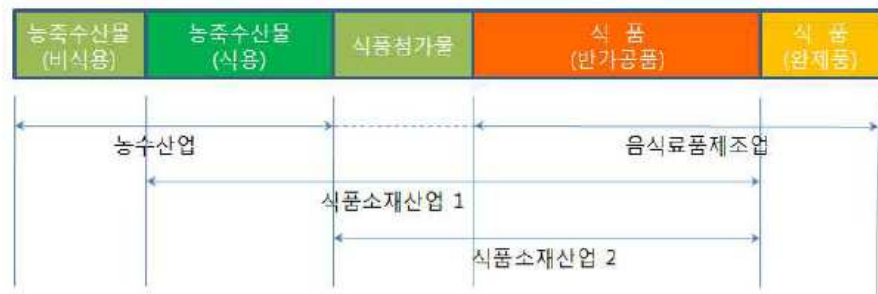 농축수산물
(비식용)
농축수산물
(식용)
식품첨가물
식 품
(반가공품)
식 품
(완제품)
농수산업
음식료품제조업
식품소재산업 1
식품소재산업 2